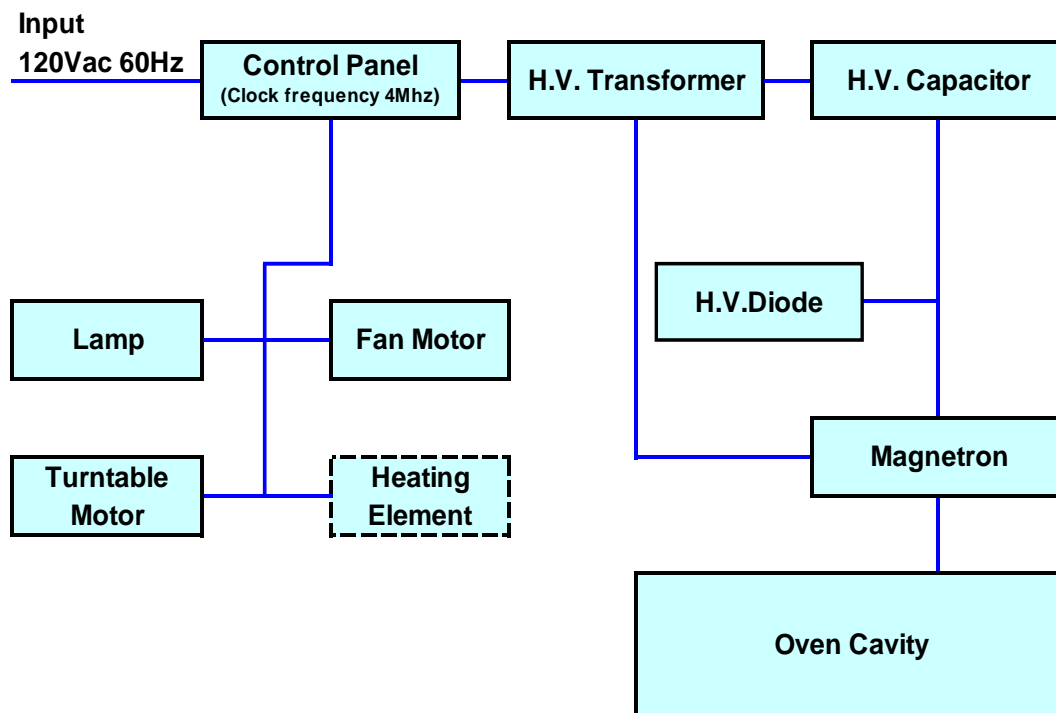 Input
120Vac 60Hz
Control Panel
(Clock frequency 4Mhz)
H.V. Transformer
H.V. Capacitor
H.V.Diode
Lamp
Fan Motor
Magnetron
Turntable
Motor
Heating
Element
Oven Cavity